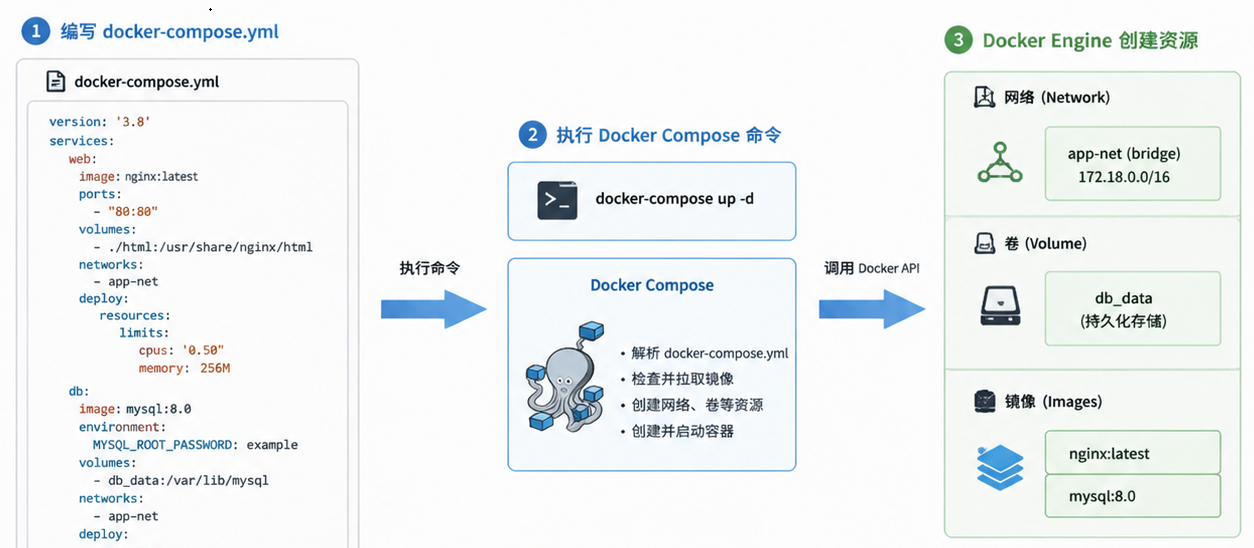 1 编写 docker-compose.yml
docker-compose.yml
version: '3.8'
services:
web:
image: nginx:latest
ports:
- "80:80"
volumes:
- ./html:/usr/share/nginx/html
networks:
- app-net
deploy:
resources:
limits:
cpus: '0.50"
memory: 256M
db:
image: mysql:8.0
environment:
MYSQL_ROOT_PASSWORD: example
volumes:
- db_data:/var/lib/mysql
networks:
- app-net
deploy:
执行命令
2 执行 Docker Compose 命令
>_ docker-compose up -d
Docker Compose
• 解析 docker-compose.yml
• 检查并拉取镜像
• 创建网络、卷等资源
• 创建并启动容器
调用 Docker API
3 Docker Engine 创建资源
网络 (Network)
app-net (bridge)
172.18.0.0/16
卷 (Volume)
db_data
(持久化存储)
镜像 (Images)
nginx:latest
mysql:8.0